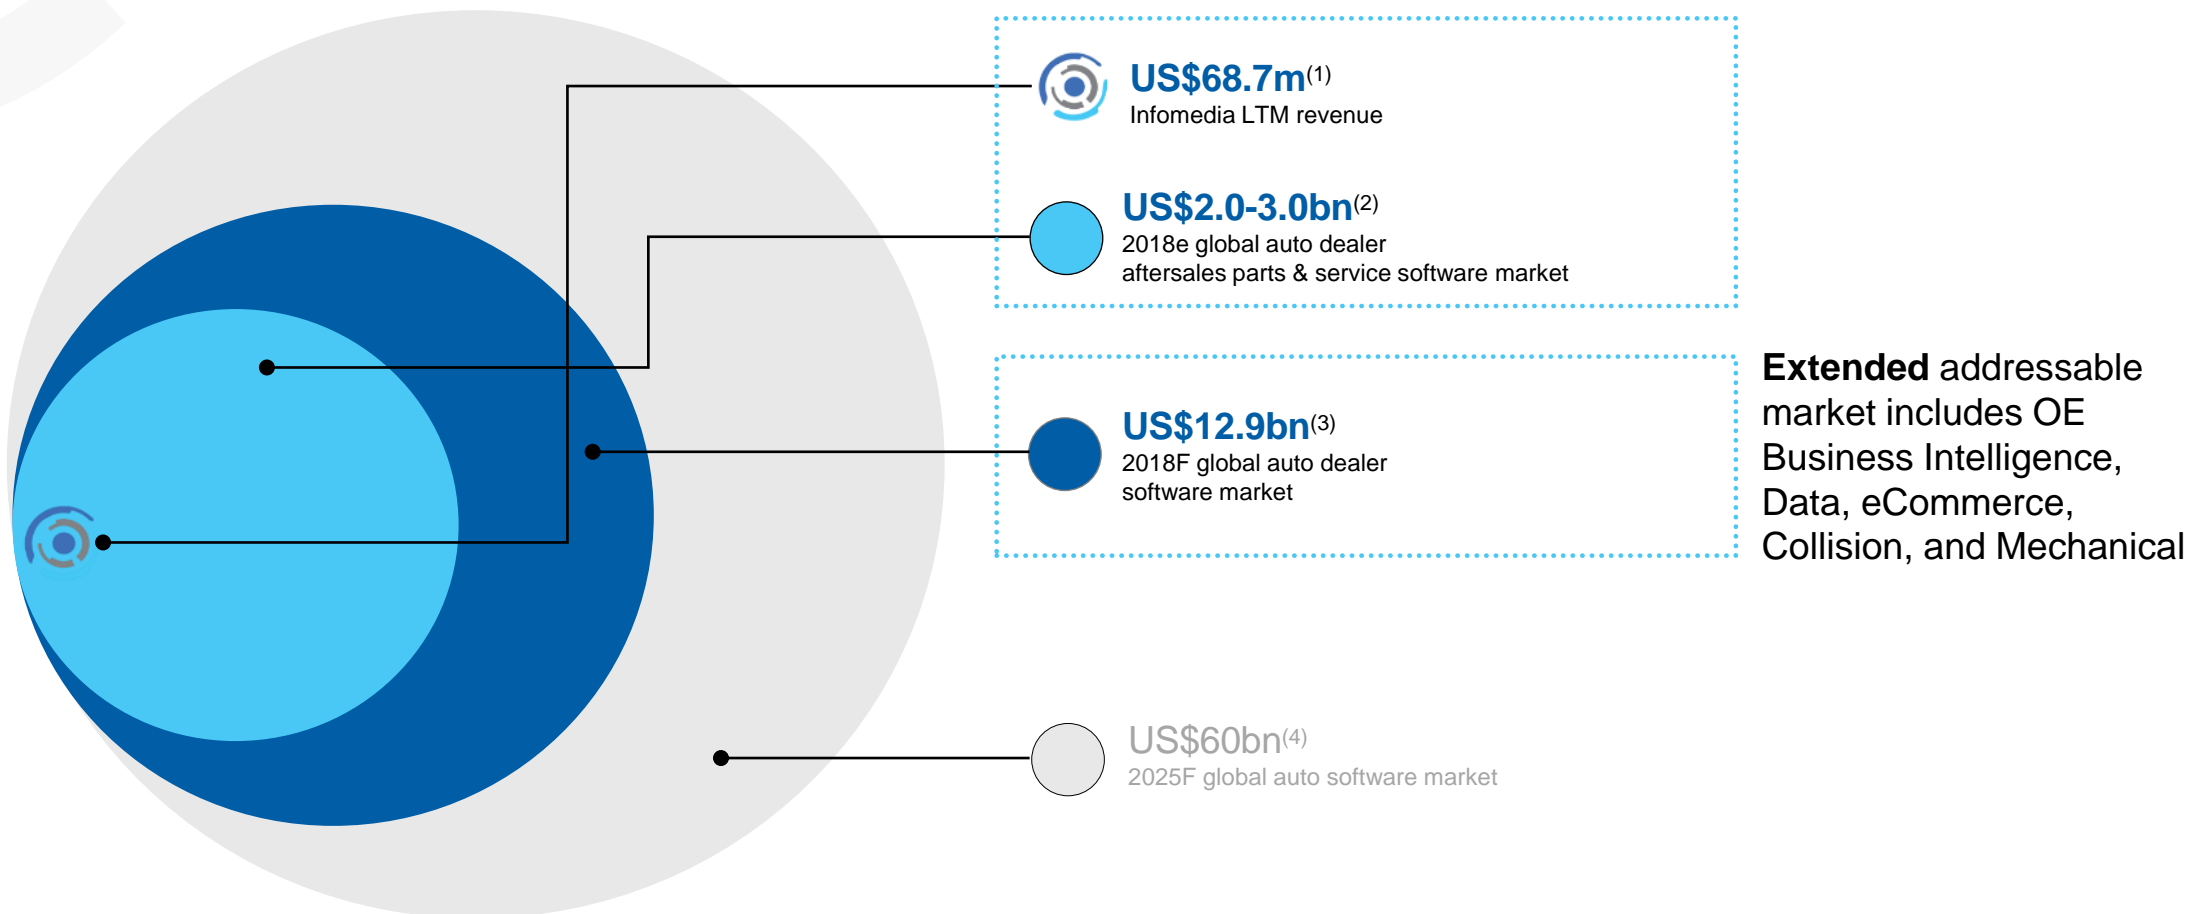 US$68.7m(1)
Infomedia LTM revenue
US$2.0-3.0bn(2)
2018e global auto dealer
aftersales parts & service software market
US$12.9bn(3)
2018F global auto dealer
software market
Extended addressable
market includes OE
Business Intelligence,
Data, eCommerce,
Collision, and Mechanical
US$60bn(4)
2025F global auto software market